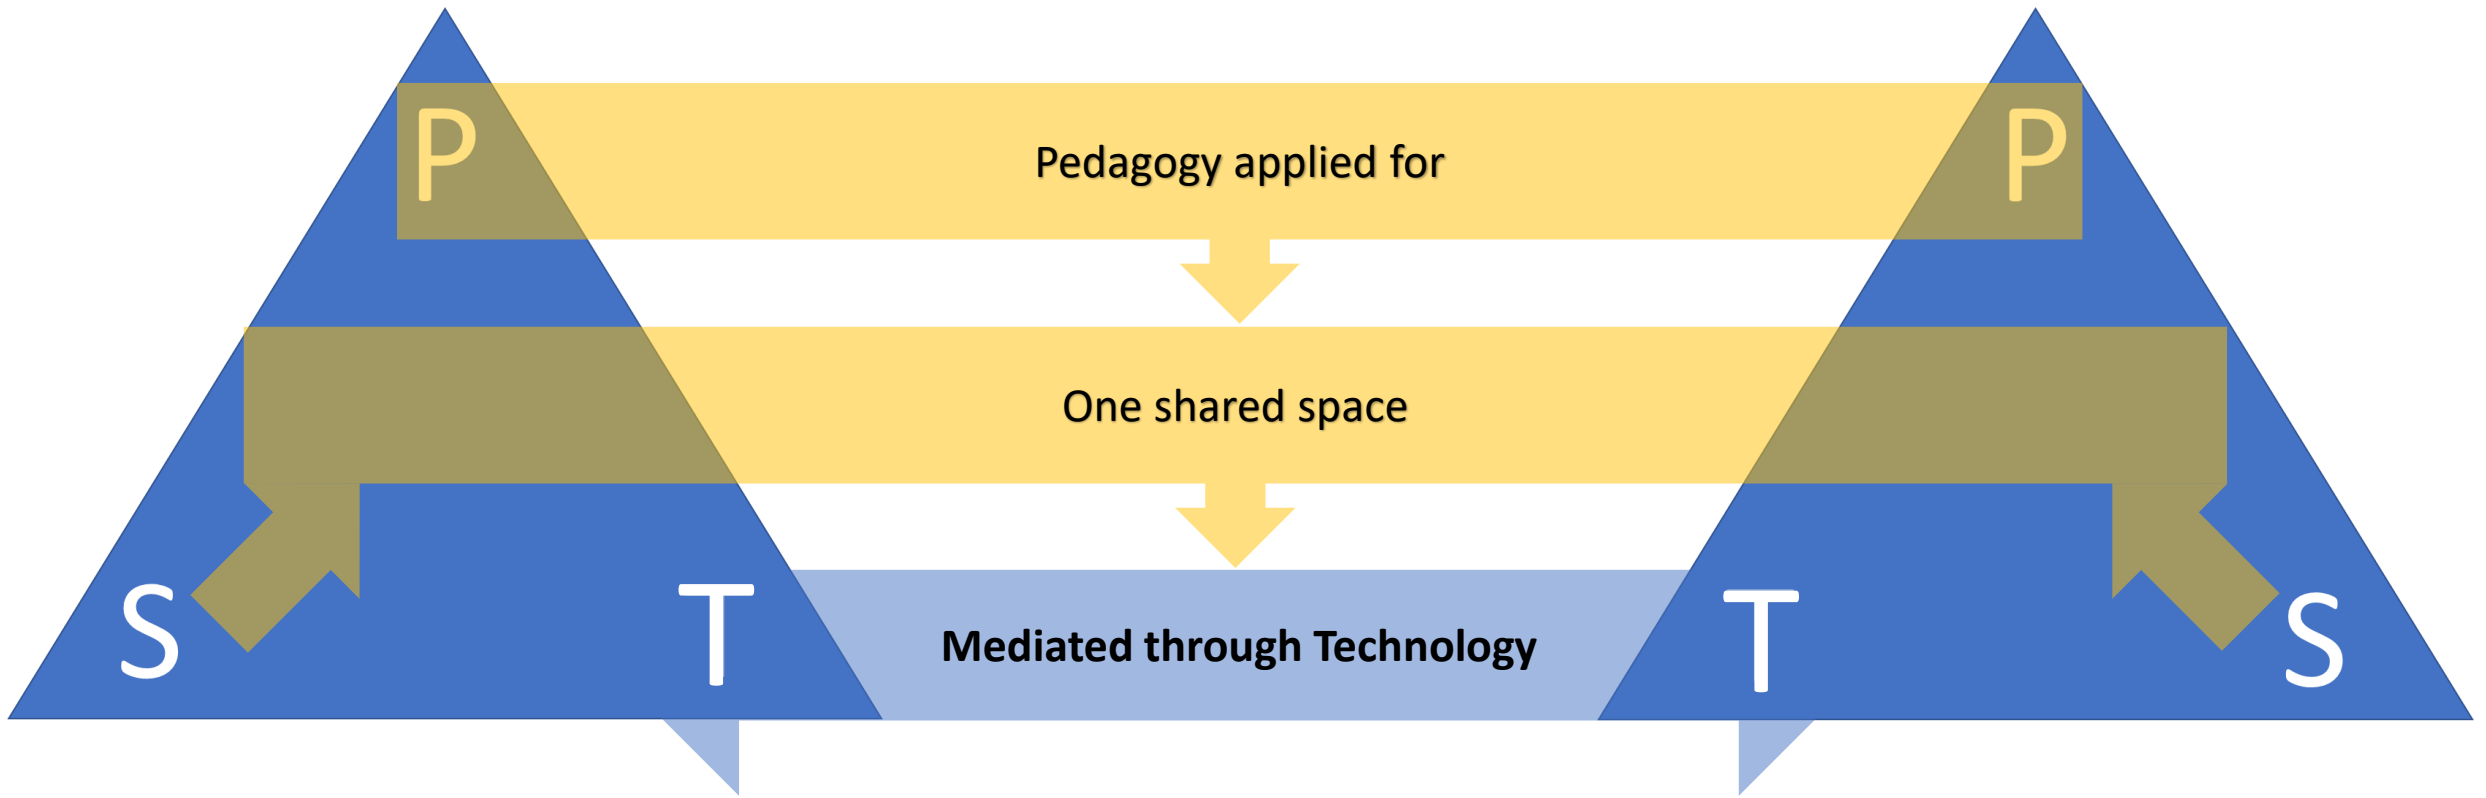 P
Pedagogy applied for
P
One shared space
S
T
Mediated through Technology
T
S